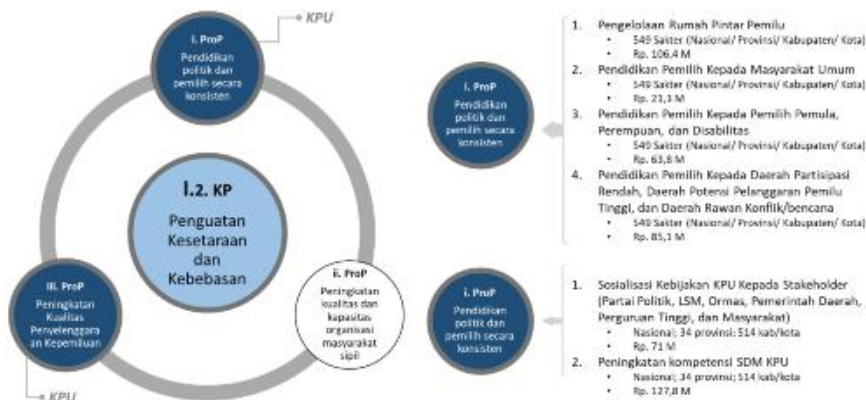 KPU
i. ProP
Pendidikan
politik dan
pemilih secara
konsisten
I.2. KP
Penguatan
Kesetaraan
dan
Kebebasan
iii. ProP
Peningkatan
Kualitas
Penyelenggara
an Kepemiluan
KPU
ii. ProP
Peningkatan
kualitas dan
kapasitas
organisasi
masyarakat
sipil
i. ProP
Pendidikan
politik dan
pemilih secara
konsisten
1. Pengelolaan Rumah Pintar Pemilu
• 549 Sakter (Nasional/ Provinsi/ Kabupaten/ Kota)
• Rp. 106,4 M
2. Pendidikan Pemilih Kepada Masyarakat Umum
• 549 Sakter (Nasional/ Provinsi/ Kabupaten/ Kota)
• Rp. 21,3 M
3. Pendidikan Pemilih Kepada Pemilih Pemula,
Perempuan, dan Disabilitas
• 549 Sakter (Nasional/ Provinsi/ Kabupaten/ Kota)
• Rp. 63,8 M
4. Pendidikan Pemilih Kepada Daerah Partisipasi
Rendah, Daerah Potensi Pelanggaran Pemilu
Tinggi, dan Daerah Rawan Konflik/bencana
• 549 Sakter (Nasional/ Provinsi/ Kabupaten/ Kota)
• Rp. 85,1 M
i. ProP
Pendidikan
politik dan
pemilih secara
konsisten
1. Sosialisasi Kebijakan KPU Kepada Stakeholder
(Partai Politik, LSM, Ormas, Pemerintah Daerah,
Perguruan Tinggi, dan Masyarakat)
• Nasional; 34 provinsi; 514 kab/kota
• Rp. 71 M
2. Peningkatan kompetensi SDM KPU
• Nasional; 34 provinsi; 514 kab/kota
• Rp. 127,8 M